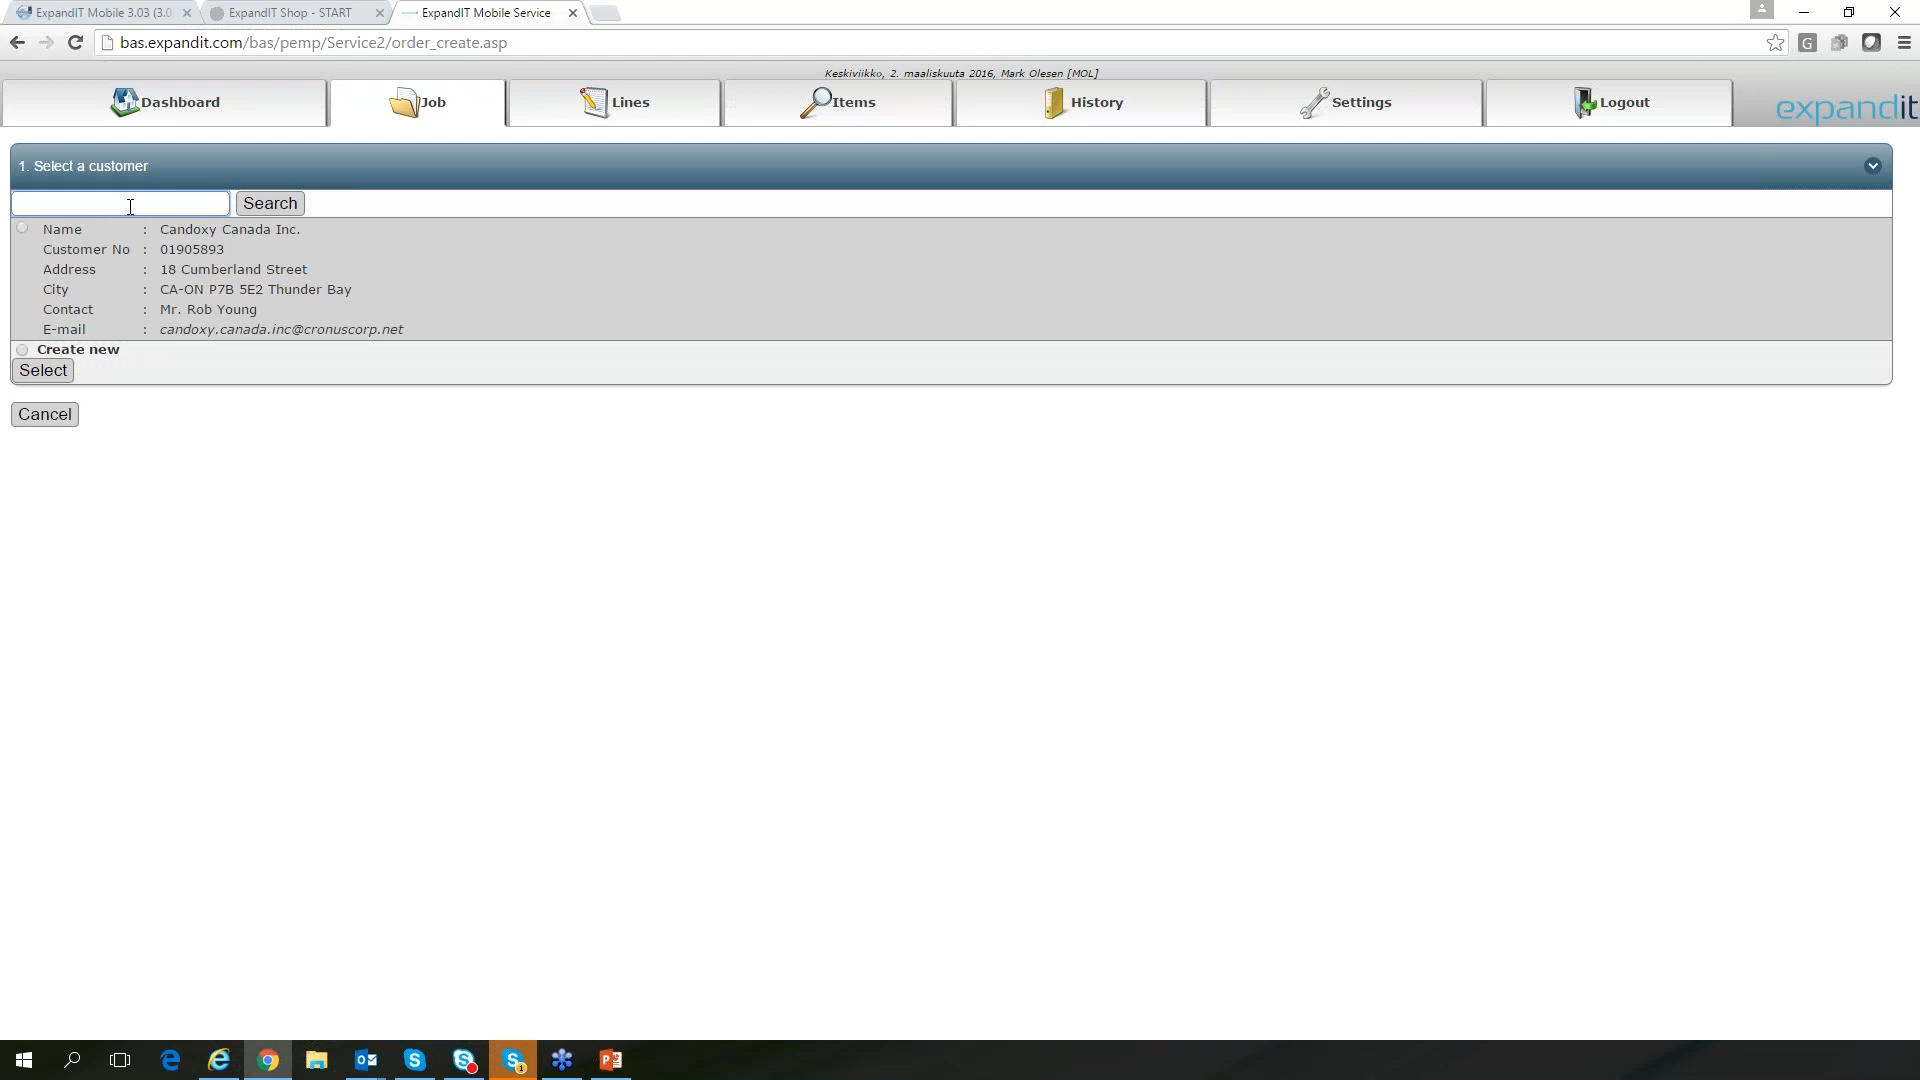 ExpandIT Mobile 3.03 (3.0
ExpandIT Shop - START
ExpandIT Mobile Service
bas.expandit.com/bas/pemp/Service2/order_create.asp
Keskiviikko, 2. maaliskuuta 2016, Mark Olesen [MOL]
Dashboard
Job
Lines
Items
History
Settings
Logout
expandit
1. Select a customer
Search
Name : Candoxy Canada Inc.
Customer No : 01905893
Address : 18 Cumberland Street
City : CA-ON P7B 5E2 Thunder Bay
Contact : Mr. Rob Young
E-mail : candoxy.canada.inc@cronuscorp.net
Create new
Select
Cancel